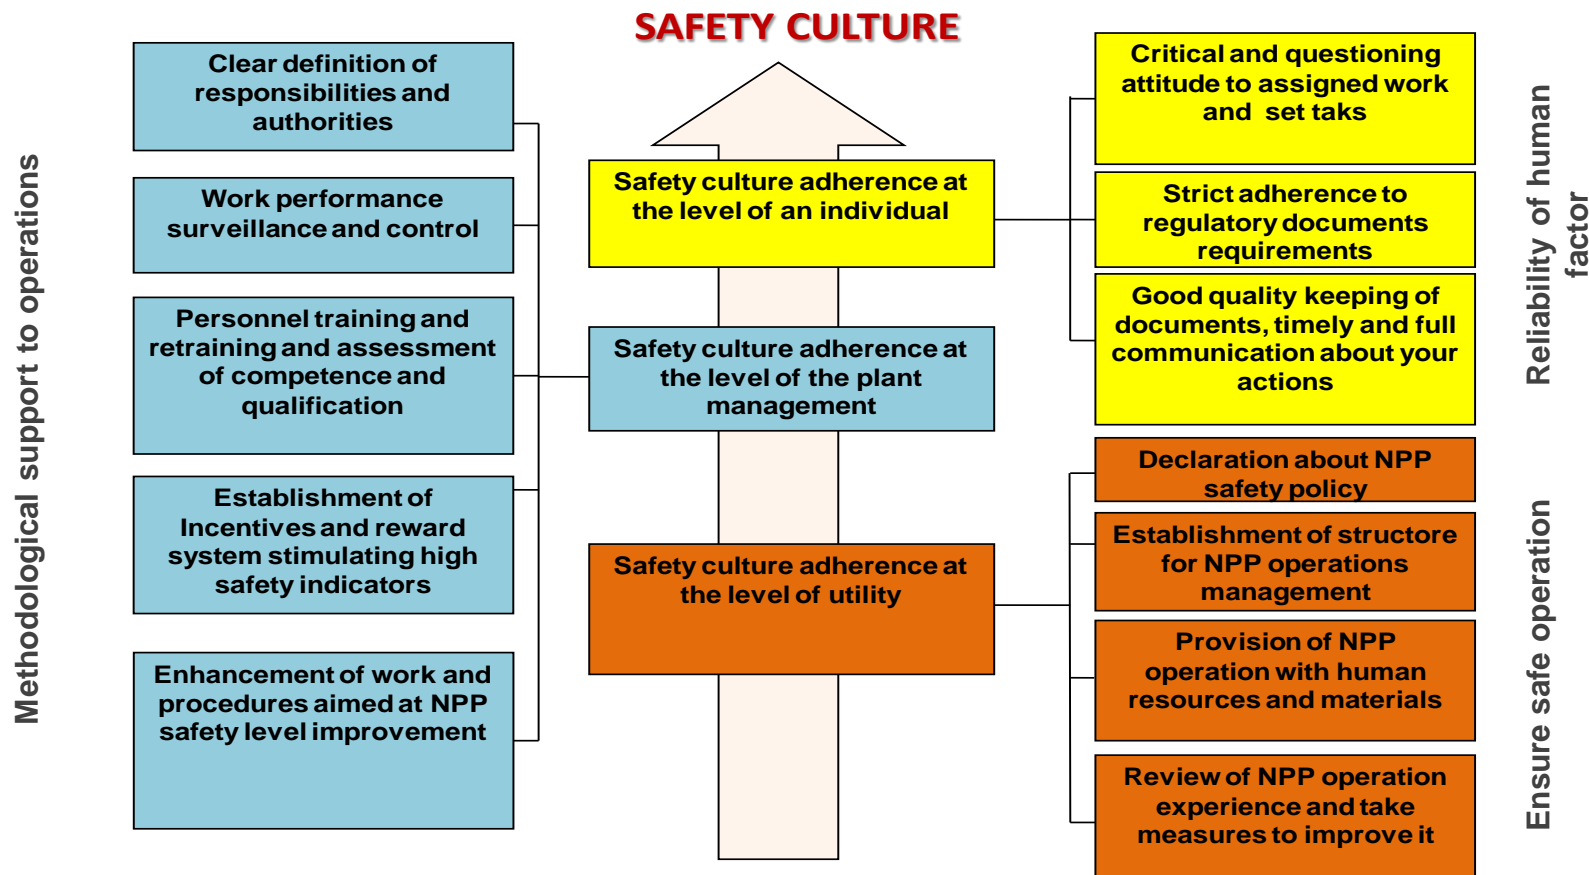 SAFETY CULTURE
Methodological support to operations
Clear definition of
responsibilities and
authorities
Work performance
surveillance and control
Personnel training and
retraining and assessment
of competence and
qualification
Establishment of
Incentives and reward
system stimulating high
safety indicators
Enhancement of work and
procedures aimed at NPP
safety level improvement
Safety culture adherence at
the level of an individual
Safety culture adherence at
the level of the plant
management
Safety culture adherence at
the level of utility
Critical and questioning
attitude to assigned work
and set taks
Strict adherence to
regulatory documents
requirements
Good quality keeping of
documents, timely and full
communication about your
actions
Declaration about NPP
safety policy
Establishment of structore
for NPP operations
management
Provision of NPP
operation with human
resources and materials
Review of NPP operation
experience and take
measures to improve it
Reliability of human
factor
Ensure safe operation